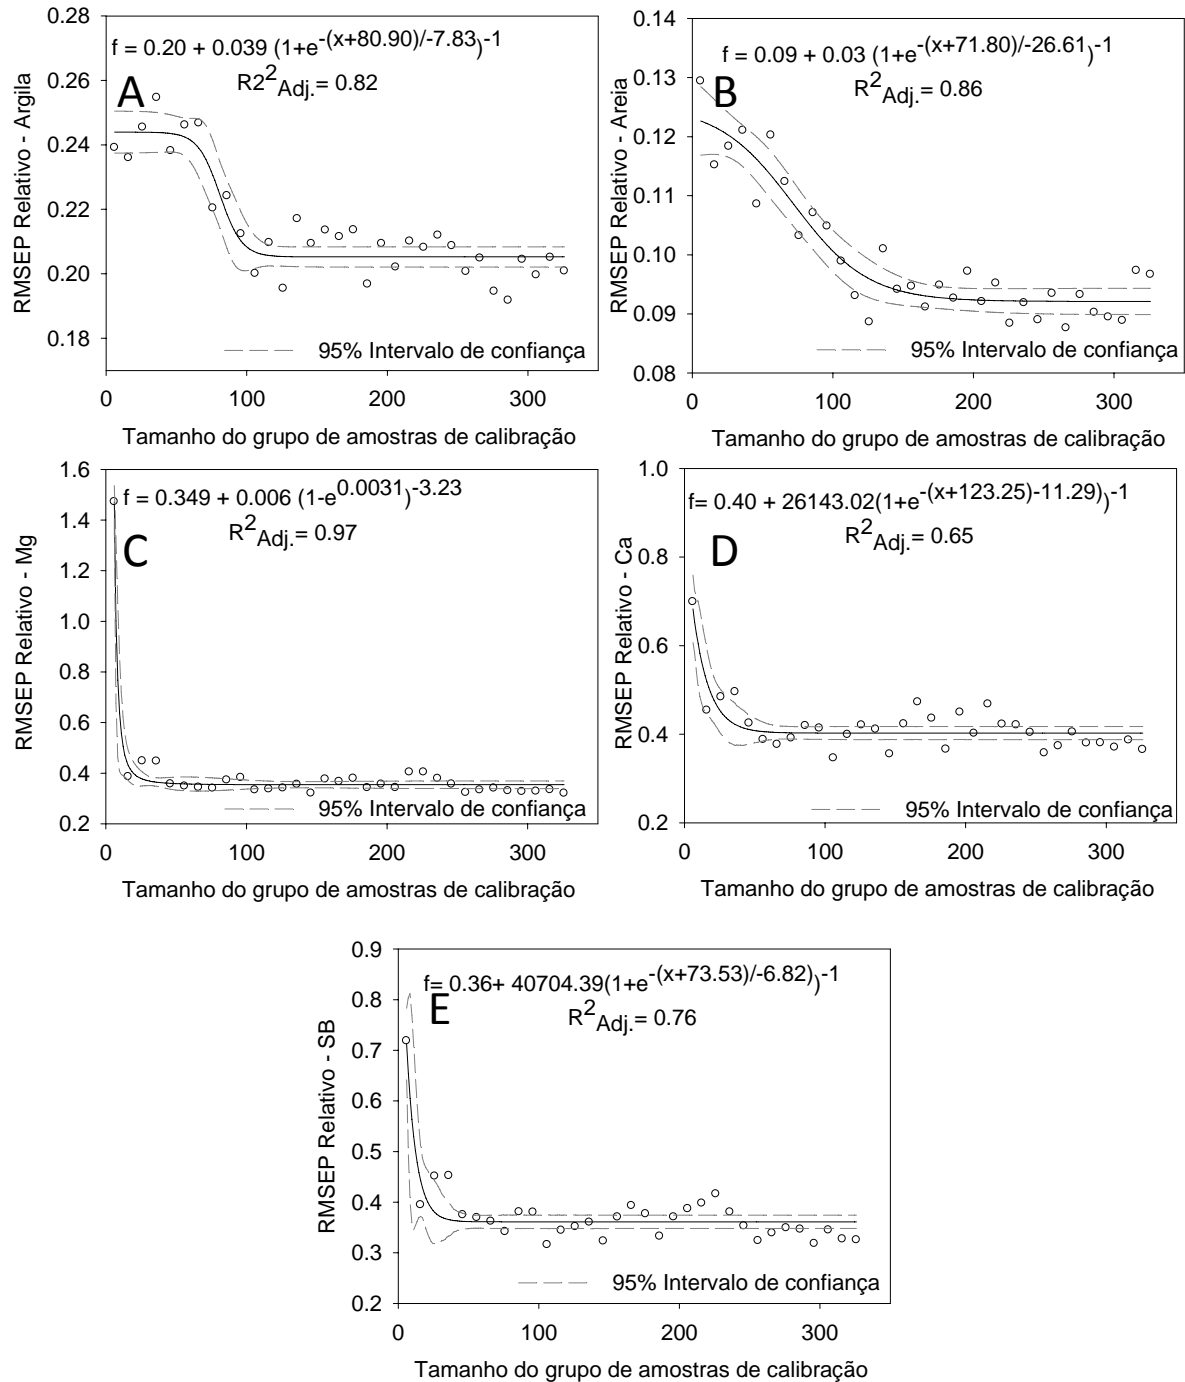 0.28
0.26
0.24
0.22
0.20
0.18
RMSEP Relativo - Argila
f = 0.20 + 0.039 (1+e^-(x+80.90)/-7.83)^-1
R2^2 Adj.= 0.82
A
95% Intervalo de confiança
0 100 200 300
Tamanho do grupo de amostras de calibração
0.14
0.13
0.12
0.11
0.10
0.09
0.08
RMSEP Relativo - Areia
f = 0.09 + 0.03 (1+e^-(x+71.80)/-26.61)^-1
R^2 Adj.= 0.86
B
95% Intervalo de confiança
0 100 200 300
Tamanho do grupo de amostras de calibração
1.6
1.4
1.2
1.0
0.8
0.6
0.4
0.2
RMSEP Relativo - Mg
f = 0.349 + 0.006 (1-e^0.0031)^-3.23
R^2 Adj.= 0.97
C
95% Intervalo de confiança
0 100 200 300
Tamanho do grupo de amostras de calibração
1.0
0.8
0.6
0.4
0.2
RMSEP Relativo - Ca
f= 0.40 + 26143.02(1+e^-(x+123.25)-11.29))^-1
R^2 Adj.= 0.65
D
95% Intervalo de confiança
0 100 200 300
Tamanho do grupo de amostras de calibração
0.9
0.8
0.7
0.6
0.5
0.4
0.3
0.2
RMSEP Relativo - SB
f= 0.36+ 40704.39(1+e^-(x+73.53)/-6.82))^-1
R^2 Adj.= 0.76
E
95% Intervalo de confiança
0 100 200 300
Tamanho do grupo de amostras de calibração